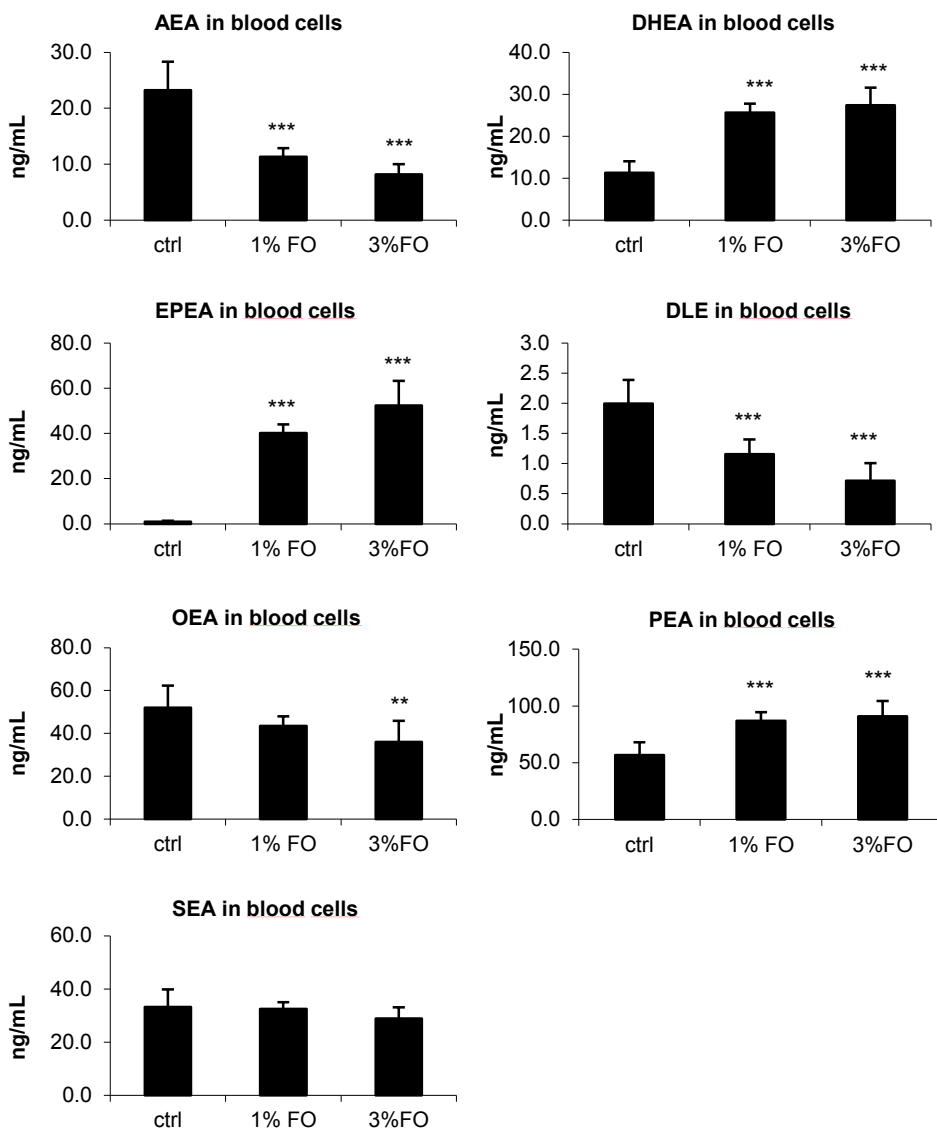 AEA in blood cells
30.0
20.0
10.0
0.0
ng/mL
***
***
ctrl
1% FO
3%FO
DHEA in blood cells
40.0
30.0
20.0
10.0
0.0
ng/mL
***
***
ctrl
1% FO
3%FO
EPEA in blood cells
80.0
60.0
40.0
20.0
0.0
ng/mL
***
***
ctrl
1% FO
3%FO
DLE in blood cells
3.0
2.5
2.0
1.5
1.0
0.5
0.0
ng/mL
***
***
ctrl
1% FO
3%FO
OEA in blood cells
80.0
60.0
40.0
20.0
0.0
ng/mL
**
ctrl
1% FO
3%FO
PEA in blood cells
150.0
100.0
50.0
0.0
ng/mL
***
***
ctrl
1% FO
3%FO
SEA in blood cells
60.0
40.0
20.0
0.0
ng/mL
ctrl
1% FO
3%FO